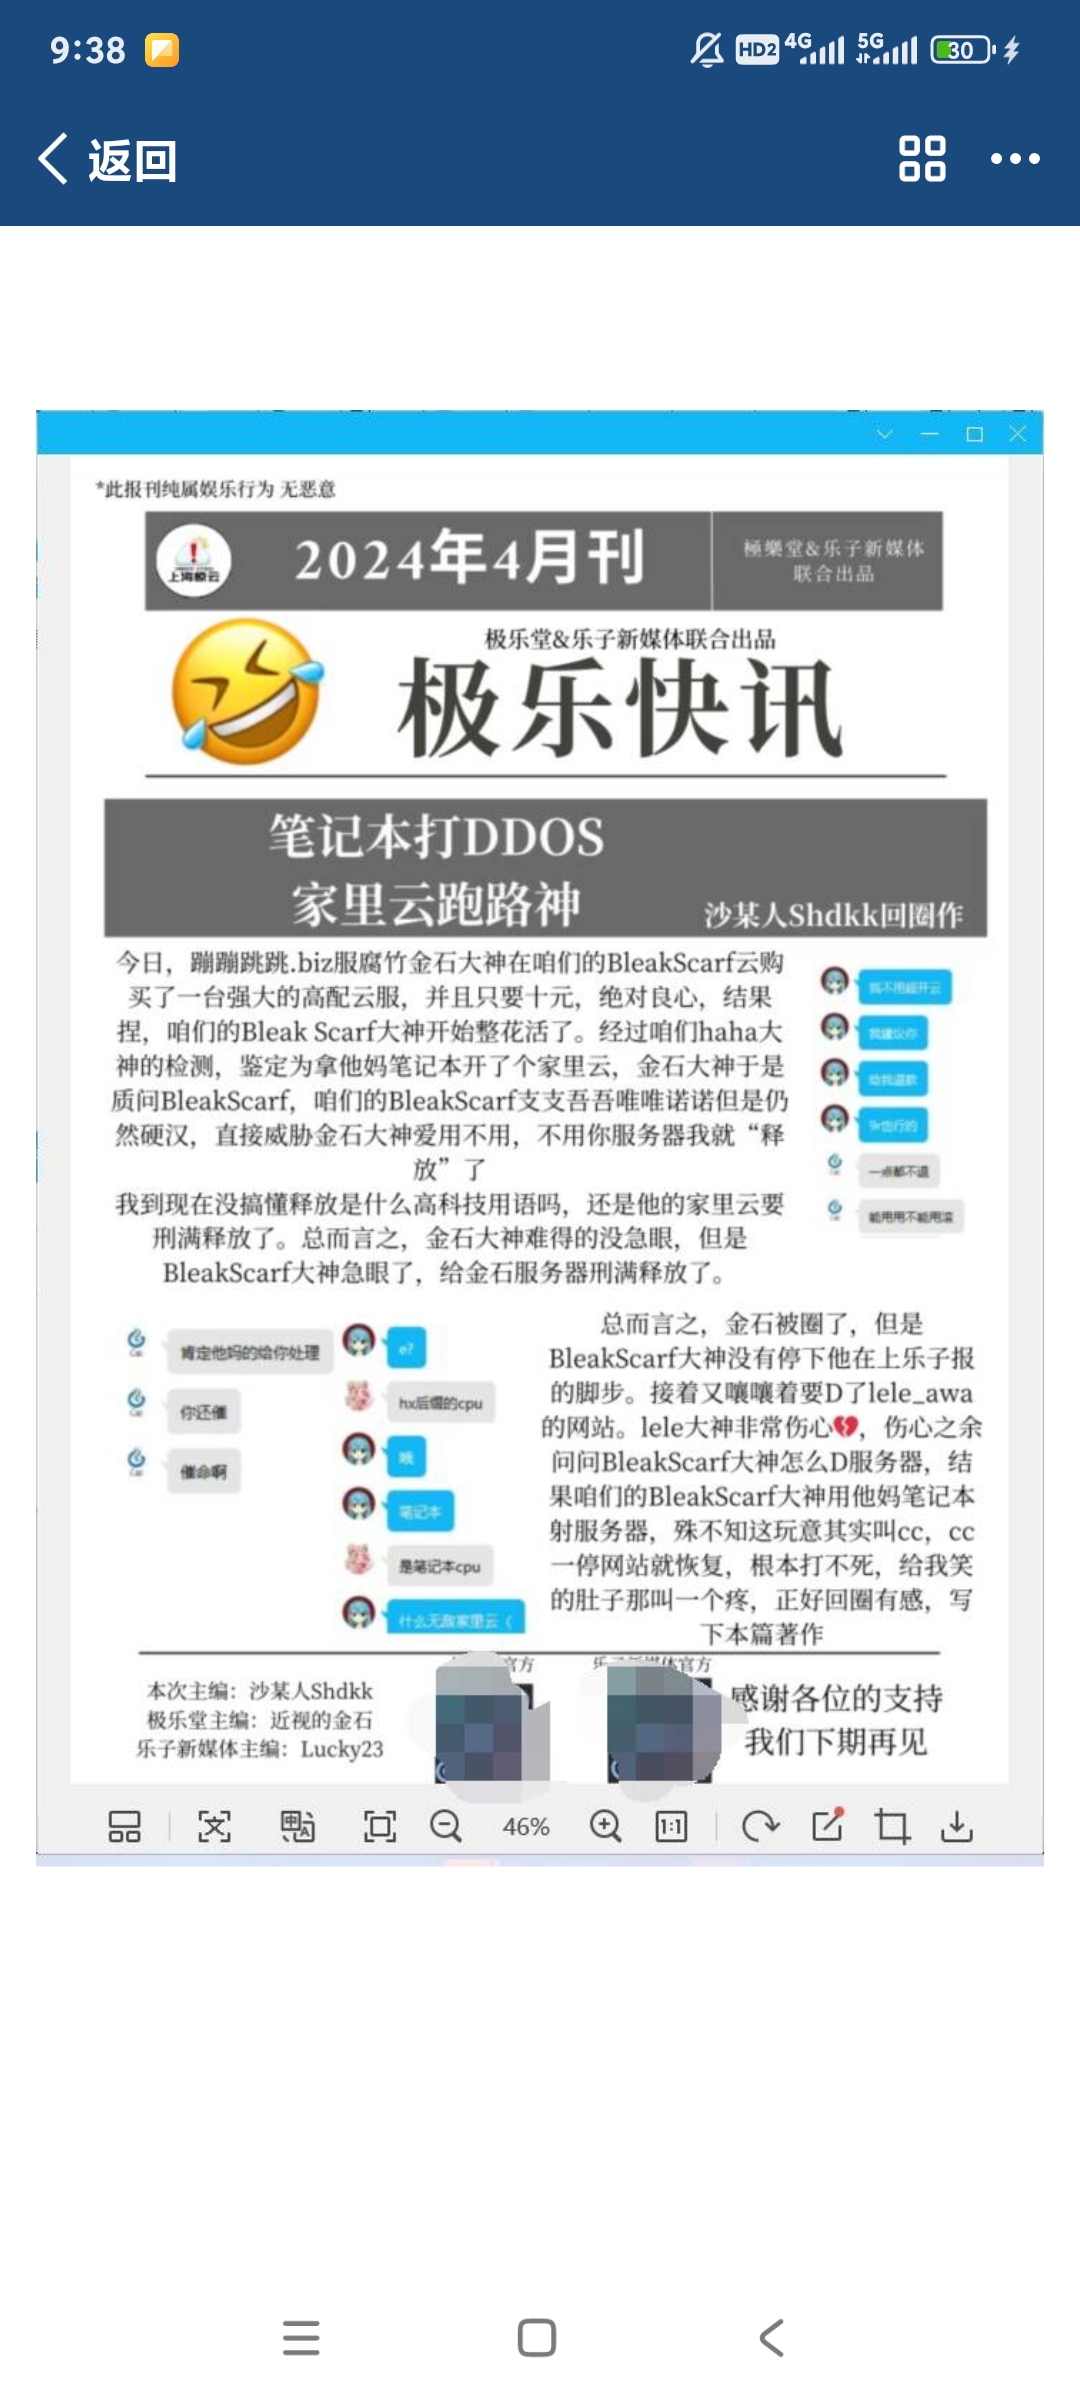 9:38
HD2 4G 5G 30
返回
*此报刊纯属娱乐行为 无恶意
上海惊云
2024年4月刊
極樂堂&乐子新媒体
联合出品
极乐堂&乐子新媒体联合出品
极乐快讯
笔记本打DDOS
家里云跑路神
沙某人Shdkk回圈作
今日，蹦蹦跳跳.biz服腐竹金石大神在咱们的BleakScarf云购
买了一台强大的高配云服，并且只要十元，绝对良心，结果
捏，咱们的Bleak Scarf大神开始整花活了。经过咱们haha大
神的检测，鉴定为拿他妈笔记本开了个家里云，金石大神于是
质问BleakScarf，咱们的BleakScarf支支吾吾唯唯诺诺但是仍
然硬汉，直接威胁金石大神爱用不用，不用你服务器我就“释
放”了
我到现在没搞懂释放是什么高科技用语吗，还是他的家里云要
刑满释放了。总而言之，金石大神难得的没急眼，但是
BleakScarf大神急眼了，给金石服务器刑满释放了。
我建议你
给我退款
9r也行的
一点都不退
能用用不能用滚
肯定他妈的给你处理
你还催
催命啊
e?
hx后缀的cpu
哦
笔记本
是笔记本cpu
什么无敌家里云（
总而言之，金石被圈了，但是
BleakScarf大神没有停下他在上乐子报
的脚步。接着又嚷嚷着要D了lele_awa
的网站。lele大神非常伤心💔，伤心之余
问问BleakScarf大神怎么D服务器，结
果咱们的BleakScarf大神用他妈笔记本
射服务器，殊不知这玩意其实叫cc，cc
一停网站就恢复，根本打不死，给我笑
的肚子那叫一个疼，正好回圈有感，写
下本篇著作
本次主编：沙某人Shdkk
极乐堂主编：近视的金石
乐子新媒体主编：Lucky23
官方
体官方
感谢各位的支持
我们下期再见
46%
1:1